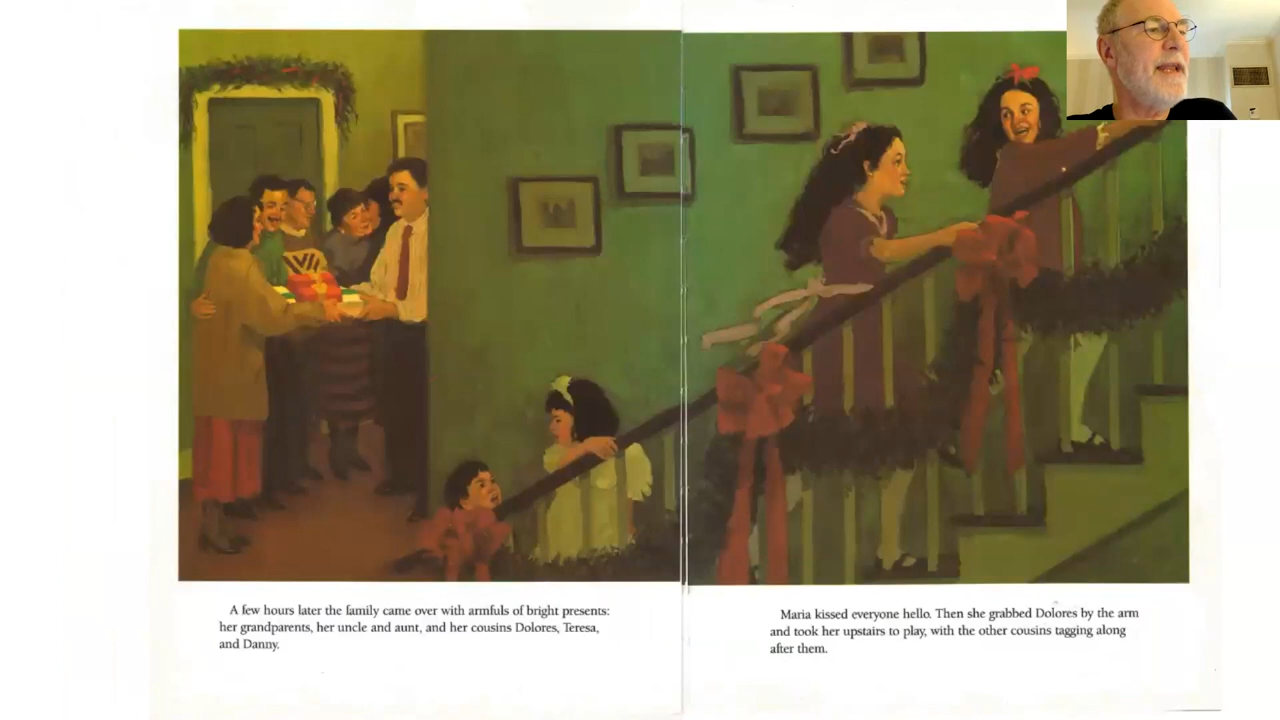 A few hours later the family came over with armfuls of bright presents:
her grandparents, her uncle and aunt, and her cousins Dolores, Teresa,
and Danny.
Maria kissed everyone hello. Then she grabbed Dolores by the arm
and took her upstairs to play, with the other cousins tagging along
after them.